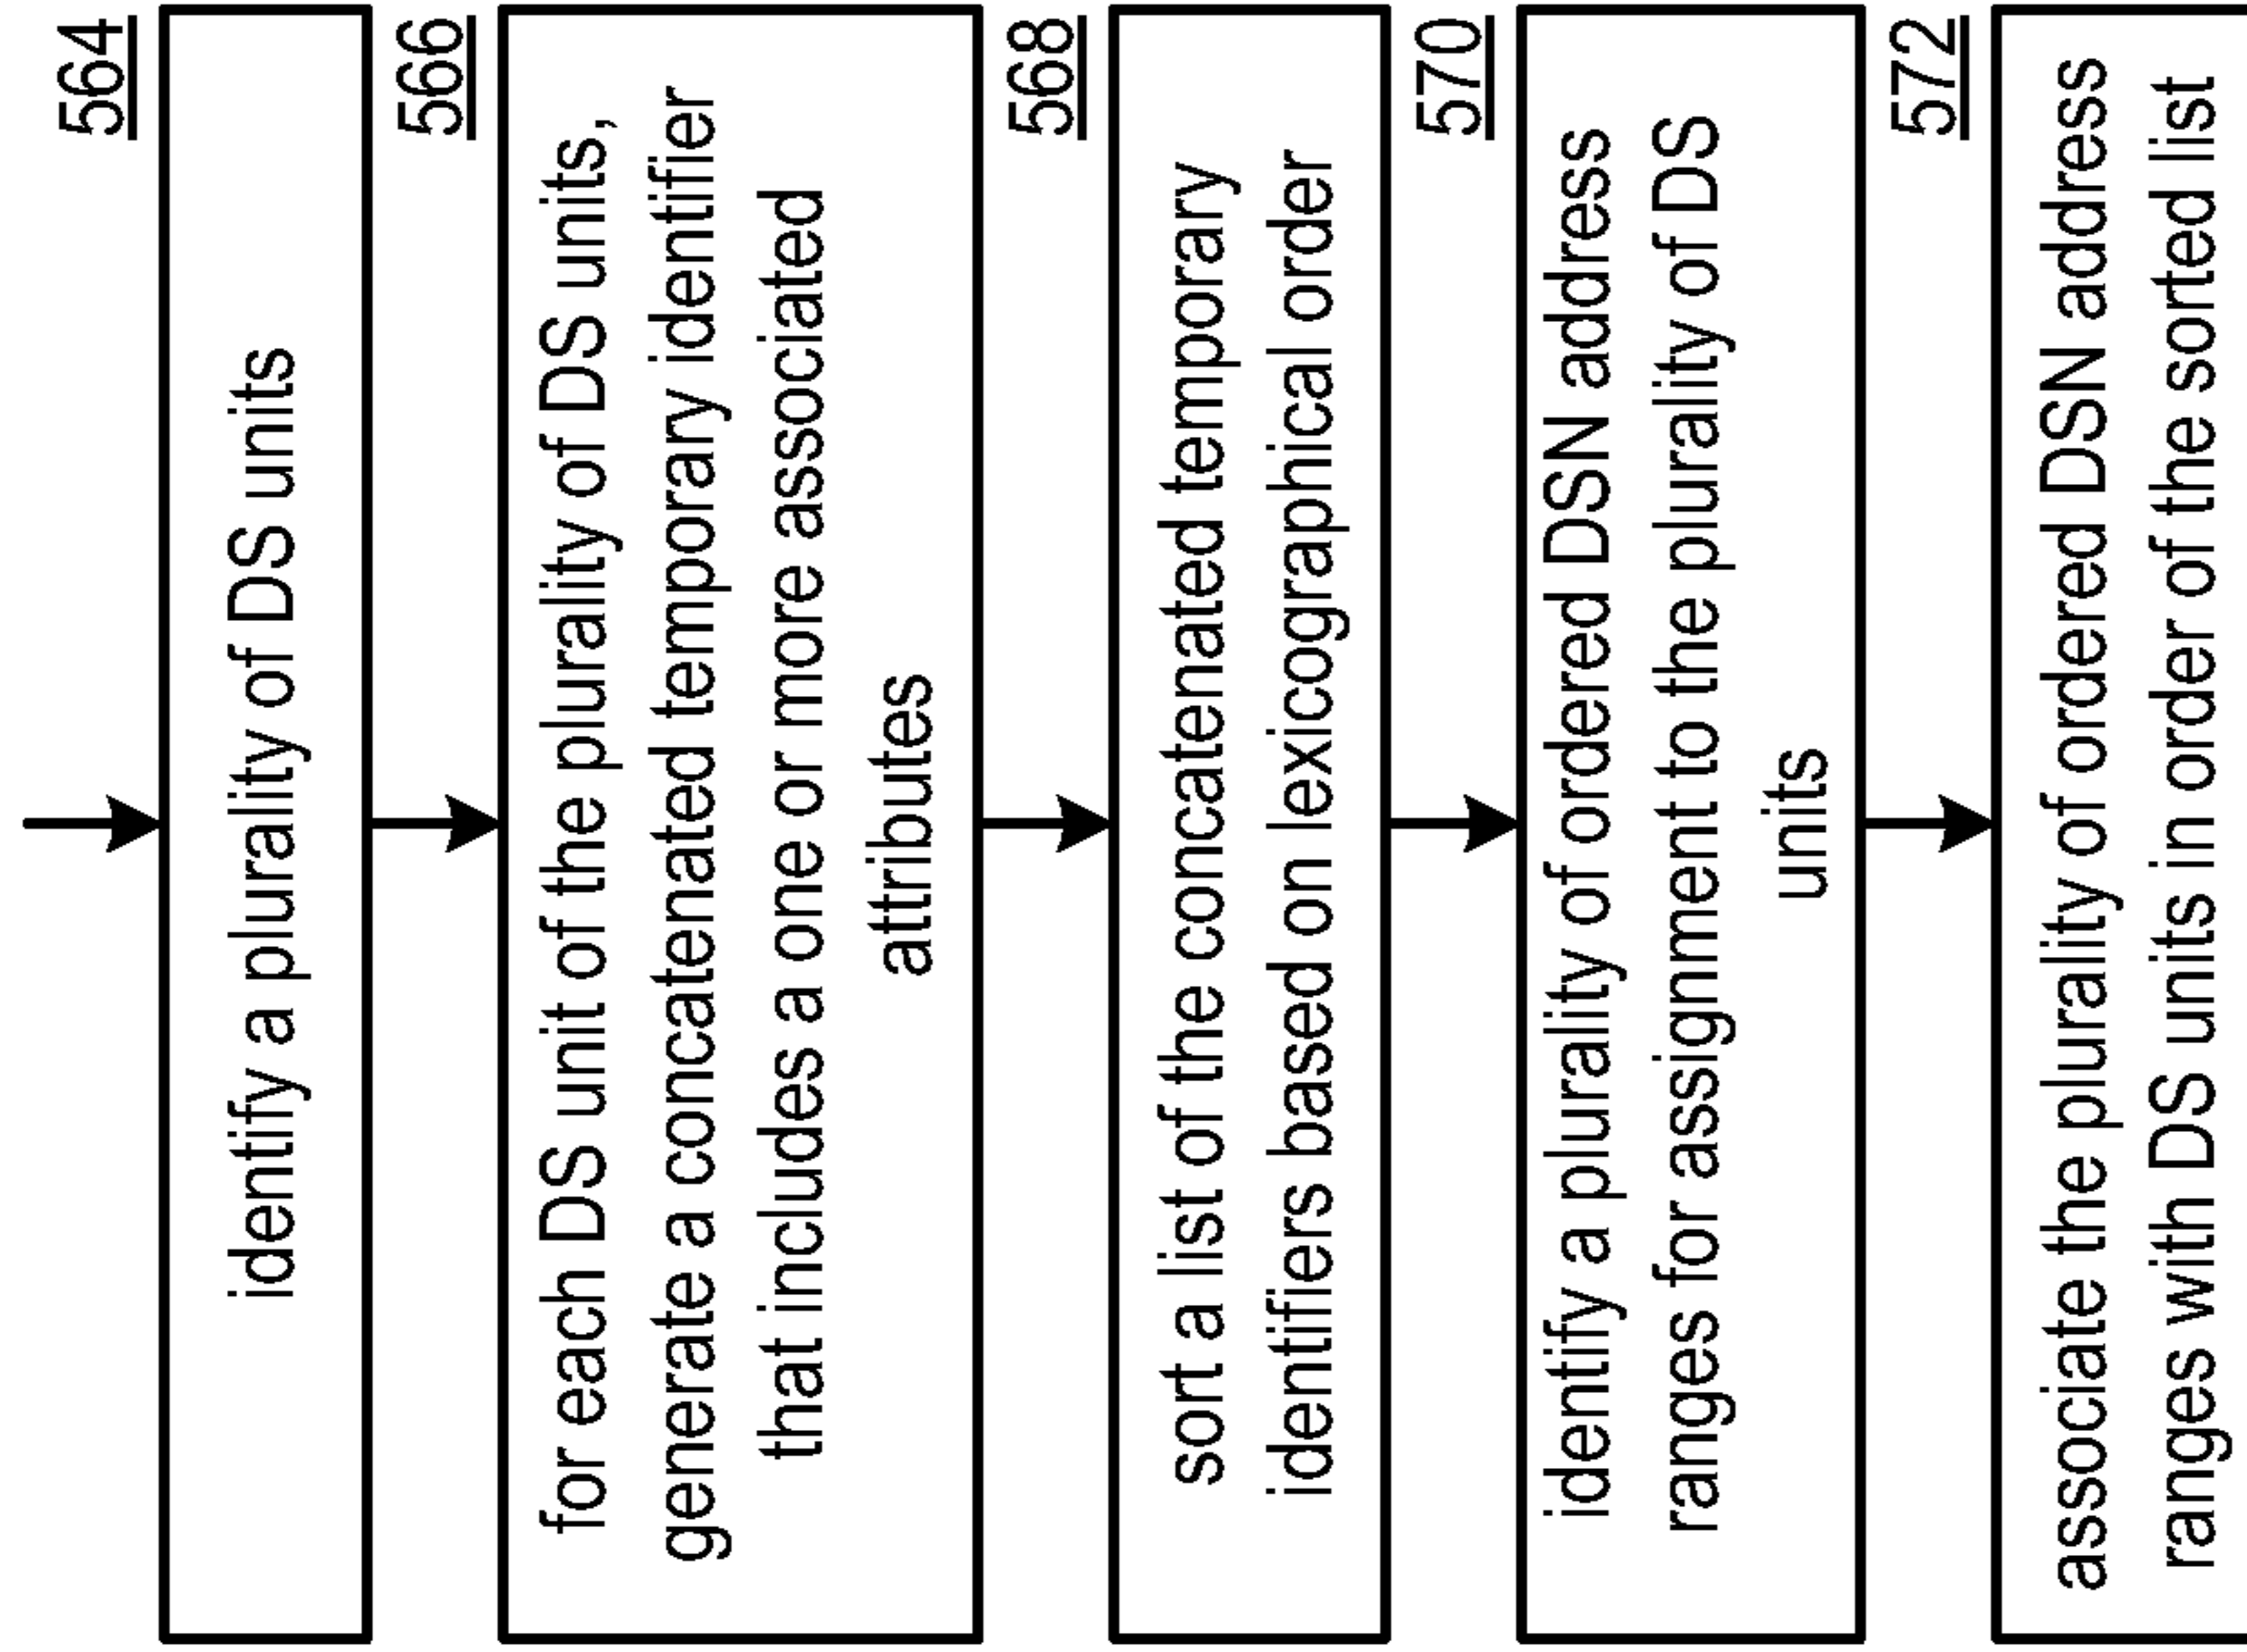 564
identify a plurality of DS units
566
for each DS unit of the plurality of DS units,
generate a concatenated temporary identifier
that includes a one or more associated
attributes
568
sort a list of the concatenated temporary
identifiers based on lexicographical order
570
identify a plurality of ordered DSN address
ranges for assignment to the plurality of DS
units
572
associate the plurality of ordered DSN address
ranges with DS units in order of the sorted list